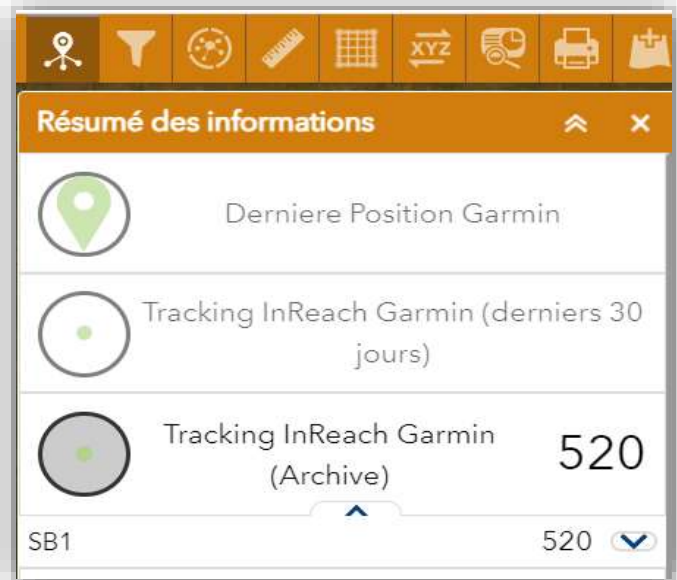 XYZ
Résumé des informations
Derniere Position Garmin
Tracking InReach Garmin (derniers 30
jours)
Tracking InReach Garmin
(Archive)
520
SB1 520